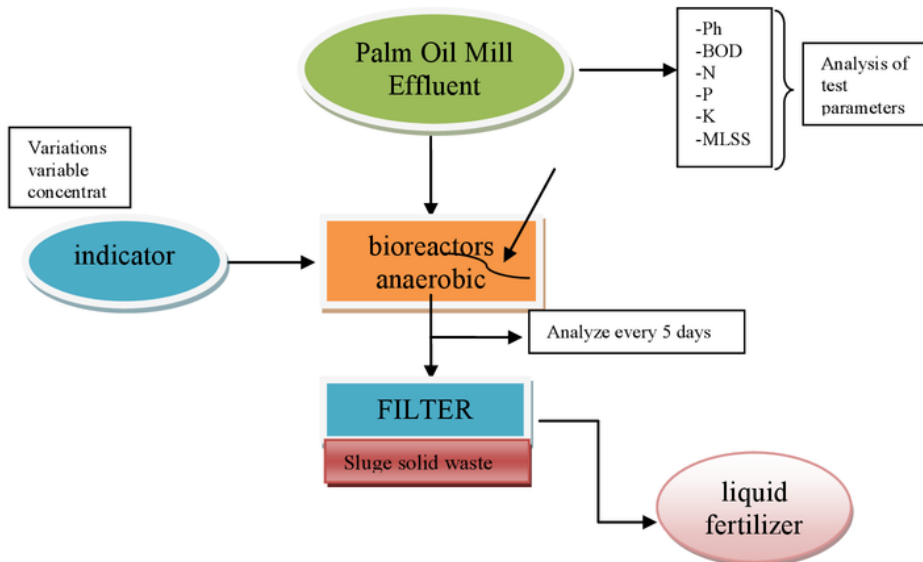 Palm Oil Mill
Effluent
-Ph
-BOD
-N
-P
-K
-MLSS
Analysis of
test
parameters
Variations
variable
concentrat
indicator
bioreactors
anaerobic
Analyze every 5 days
FILTER
Sluge solid waste
liquid
fertilizer